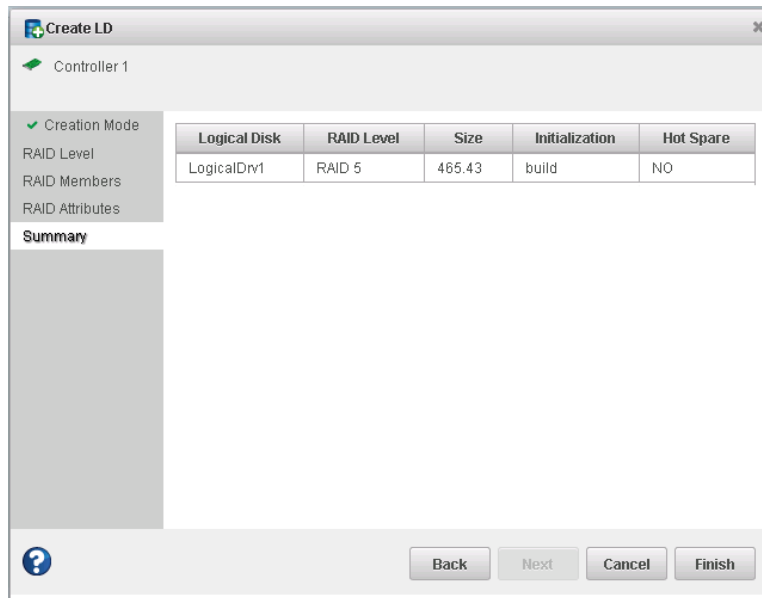 Create LD
Controller 1
Creation Mode
RAID Level
RAID Members
RAID Attributes
Summary
Logical Disk RAID Level Size Initialization Hot Spare
LogicalDrv1 RAID 5 465.43 build NO
Back Next Cancel Finish